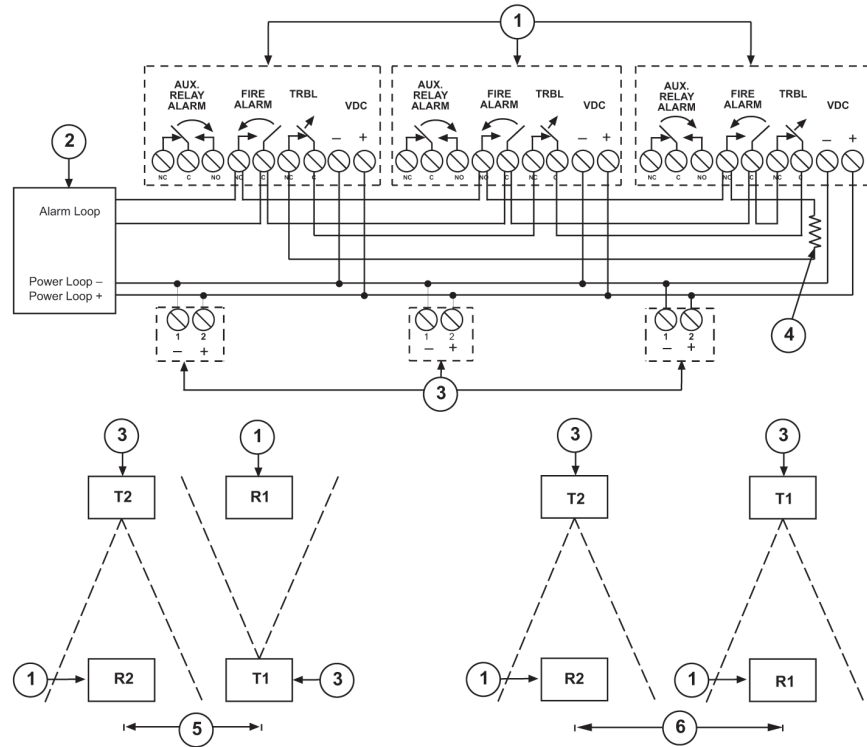 1
AUX. RELAY ALARM FIRE ALARM TRBL VDC
AUX. RELAY ALARM FIRE ALARM TRBL VDC
AUX. RELAY ALARM FIRE ALARM TRBL VDC
– +
– +
– +
2
NC C NO NO C NC C
NC C NO NO C NC C
NC C NO NO C NC C
Alarm Loop
Power Loop –
Power Loop +
1 2
– +
1 2
– +
1 2
– +
4
3
3 1 3 3
T2 R1 T2 T1
1 R2 T1 3 1 R2 1 R1
5 6